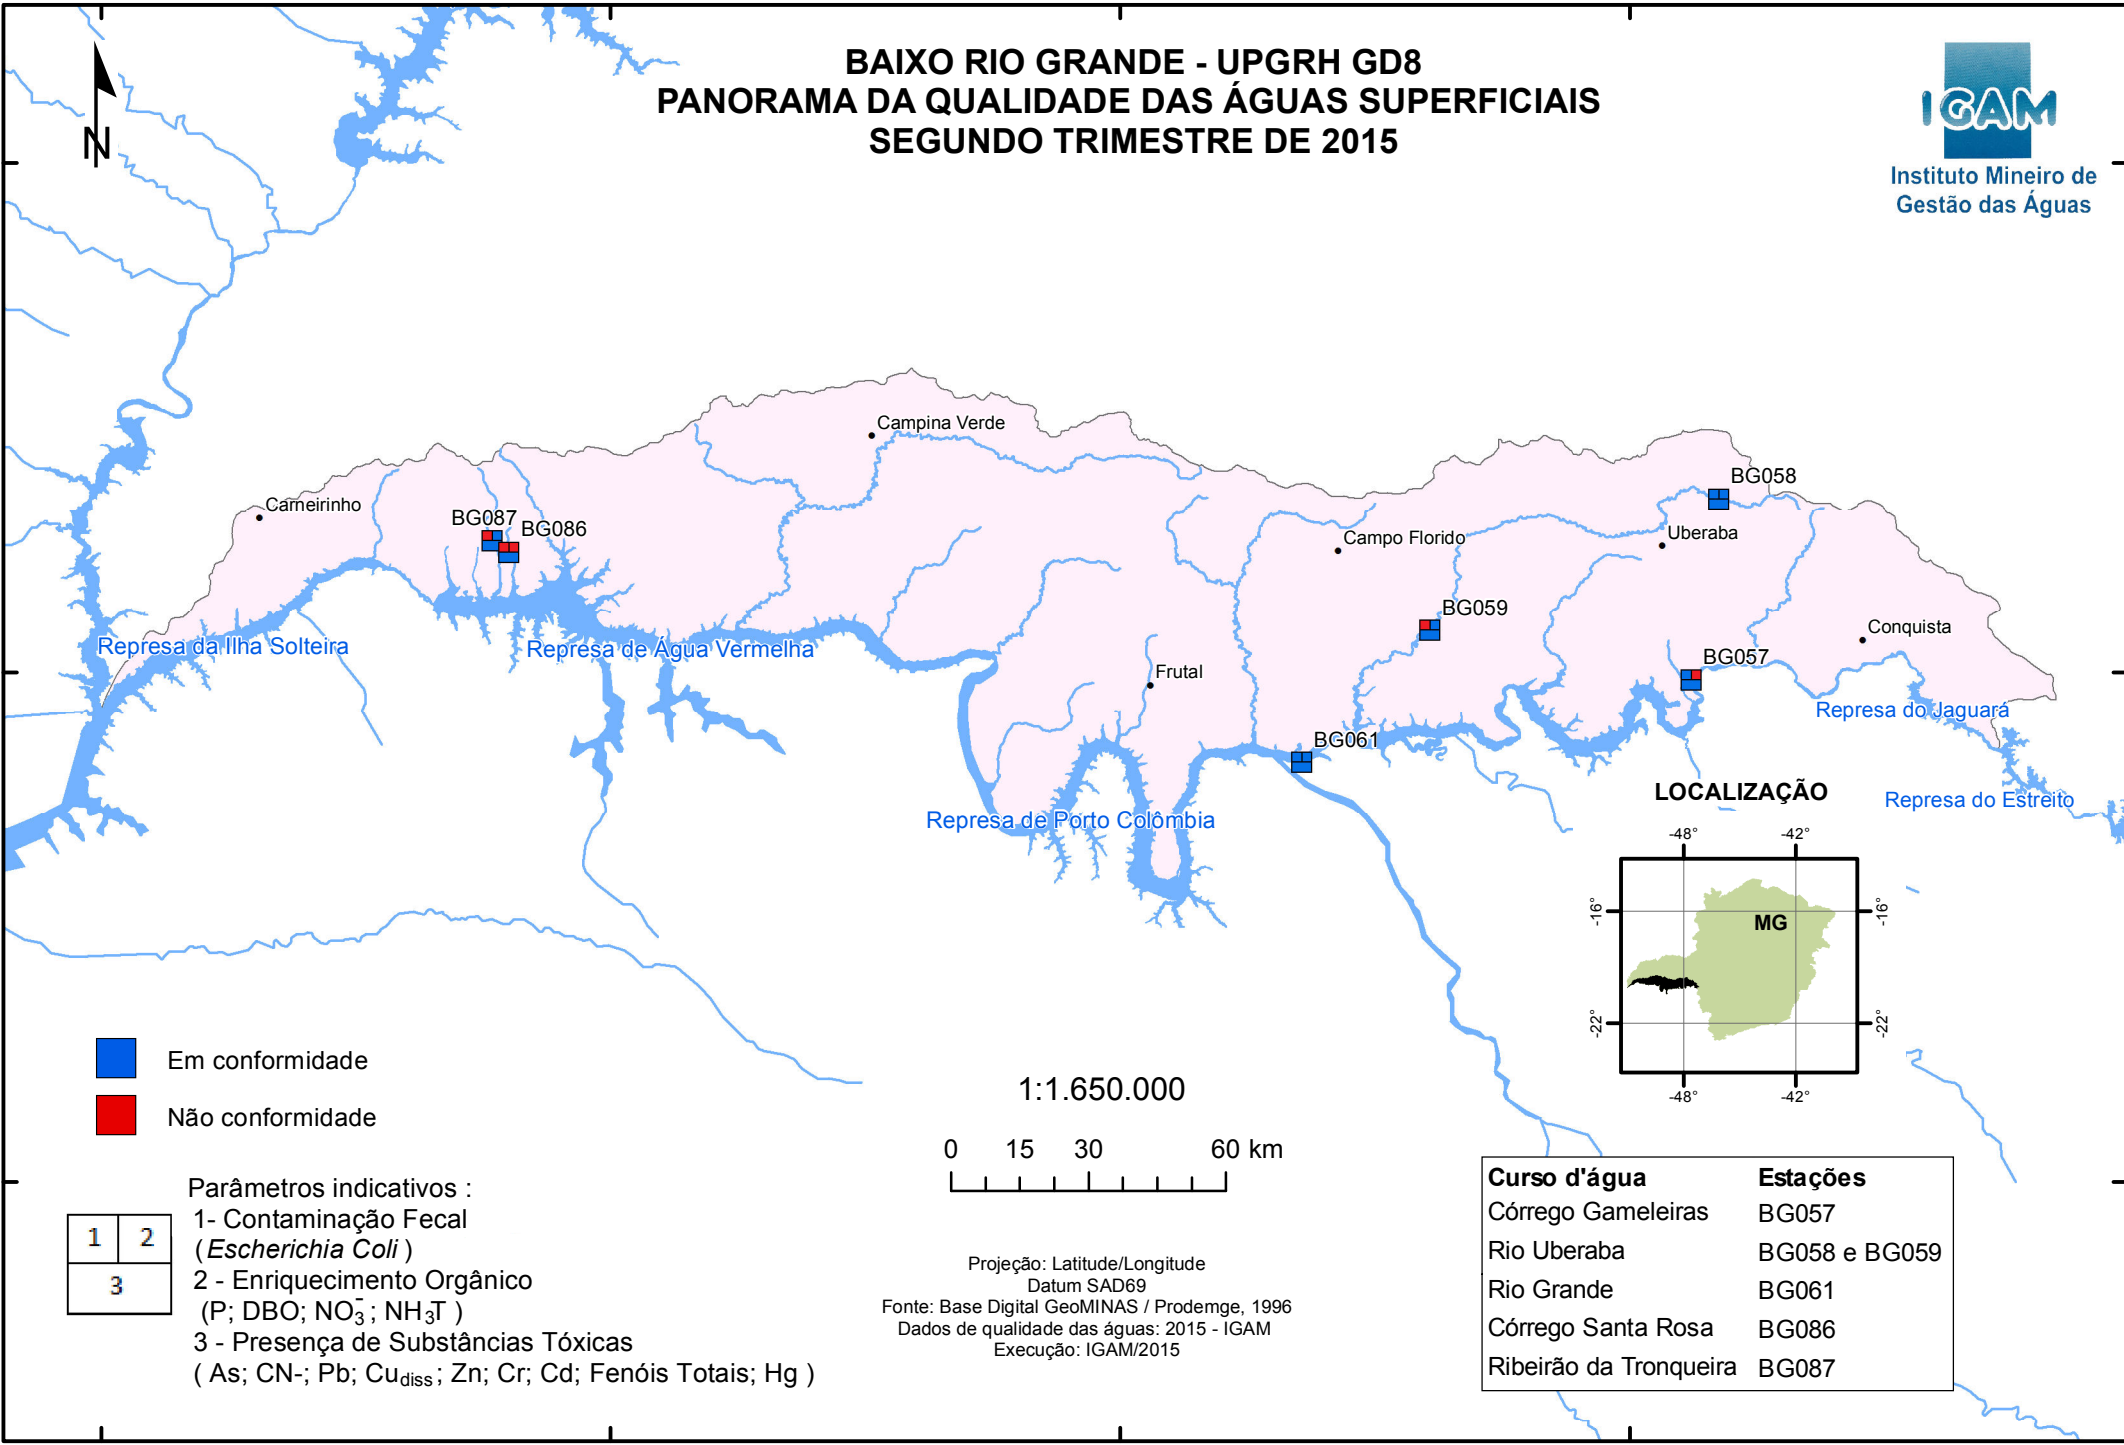 BAIXO RIO GRANDE - UPGRH GD8
PANORAMA DA QUALIDADE DAS ÁGUAS SUPERFICIAIS
SEGUNDO TRIMESTRE DE 2015
N
IGAM
Instituto Mineiro de
Gestão das Águas
Campina Verde
Carneirinho
BG087
BG086
BG058
Uberaba
Campo Florido
BG059
Conquista
BG057
Frutal
BG061
Represa da Ilha Solteira
Represa de Água Vermelha
Represa do Jaguará
Represa de Porto Colômbia
Represa do Estreito
LOCALIZAÇÃO
-48° -42°
-16° -16°
MG
-22° -22°
-48° -42°
Em conformidade
Não conformidade
1:1.650.000
0 15 30 60 km
Parâmetros indicativos :
1 2
3
1- Contaminação Fecal
(Escherichia Coli )
2 - Enriquecimento Orgânico
(P; DBO; NO3-; NH3T )
3 - Presença de Substâncias Tóxicas
( As; CN-; Pb; Cudiss; Zn; Cr; Cd; Fenóis Totais; Hg )
Projeção: Latitude/Longitude
Datum SAD69
Fonte: Base Digital GeoMINAS / Prodemge, 1996
Dados de qualidade das águas: 2015 - IGAM
Execução: IGAM/2015
Curso d'água Estações
Córrego Gameleiras BG057
Rio Uberaba BG058 e BG059
Rio Grande BG061
Córrego Santa Rosa BG086
Ribeirão da Tronqueira BG087